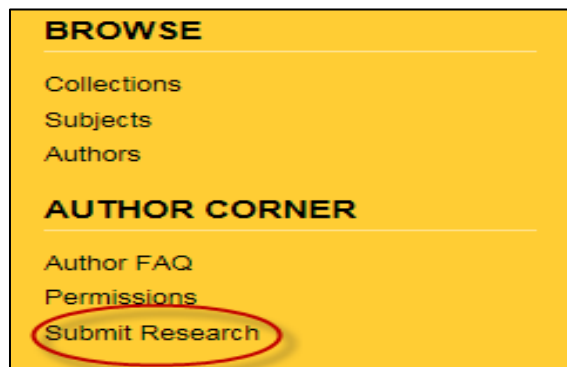 BROWSE
Collections
Subjects
Authors
AUTHOR CORNER
Author FAQ
Permissions
Submit Research